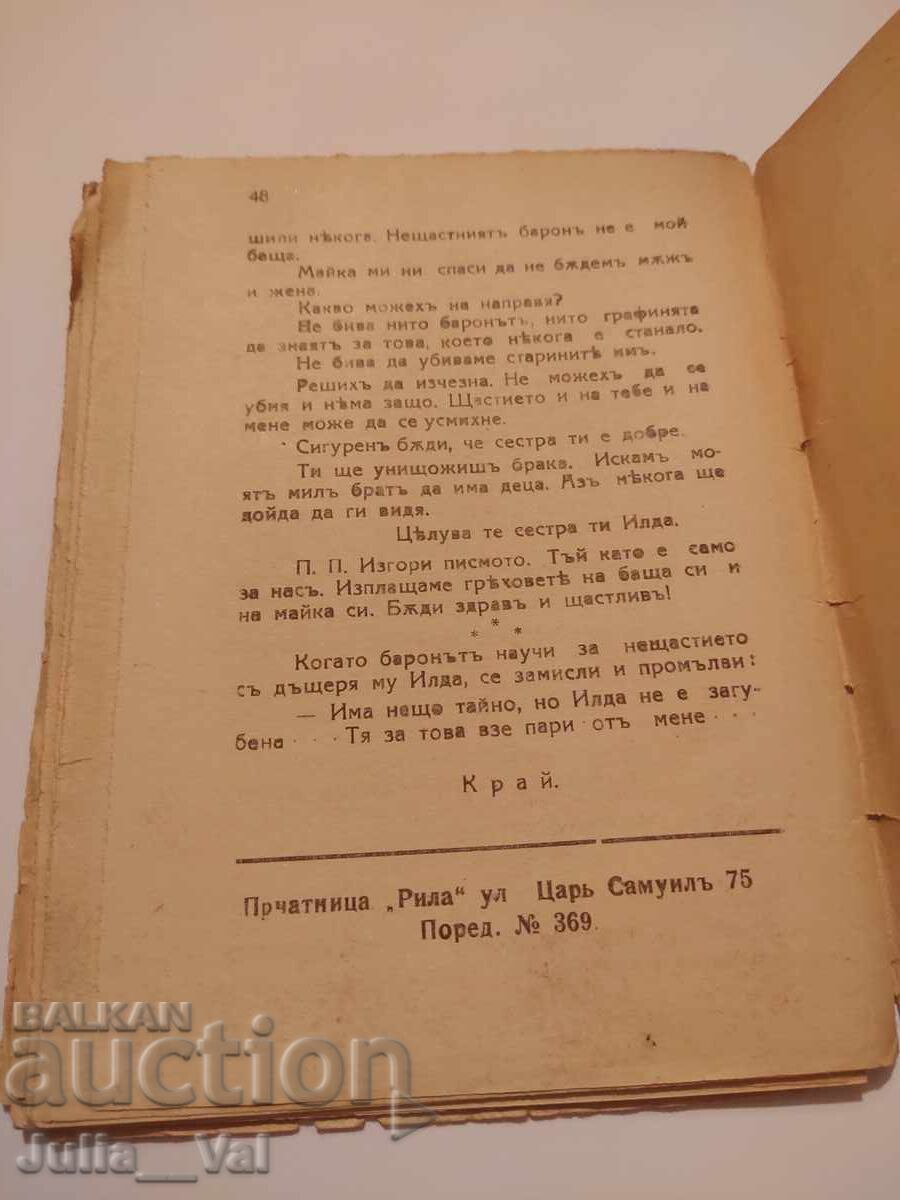 48
шили нѣкога. Нещастниятъ баронъ не е мой
баща.
Майка ми ни спаси да не бѫдемъ мѫжъ
и жена.
Какво можехъ на направя?
Не бива нито баронътъ, нито графинята
да знаятъ за това, което нѣкога е станало.
Не бива да убиваме старинитѣ имъ.
Решихъ да изчезна. Не можехъ да се
убия и нѣма защо. Щастието и на тебе и на
мене може да се усмихне.
Сигуренъ бѫди, че сестра ти е добре.
Ти ще унищожишъ брака. Искамъ мо-
ятъ милъ братъ да има деца. Азъ нѣкога ще
дойда да ги видя.
Цѣлува те сестра ти Илда.
П. П. Изгори писмото. Тъй като е само
за насъ. Изплащаме грѣховетѣ на баща си и
на майка си. Бѫди здравъ и щастливъ!
* * *
Когато баронътъ научи за нещастието
съ дъщеря му Илда, се замисли и промълви:
— Има нещо тайно, но Илда не е загу-
бена . . . Тя за това взе пари отъ мене . . .
Край.
Прчатница „Рила“ ул Царь Самуилъ 75
Поред. № 369.
BALKAN
auction
Julia__Val